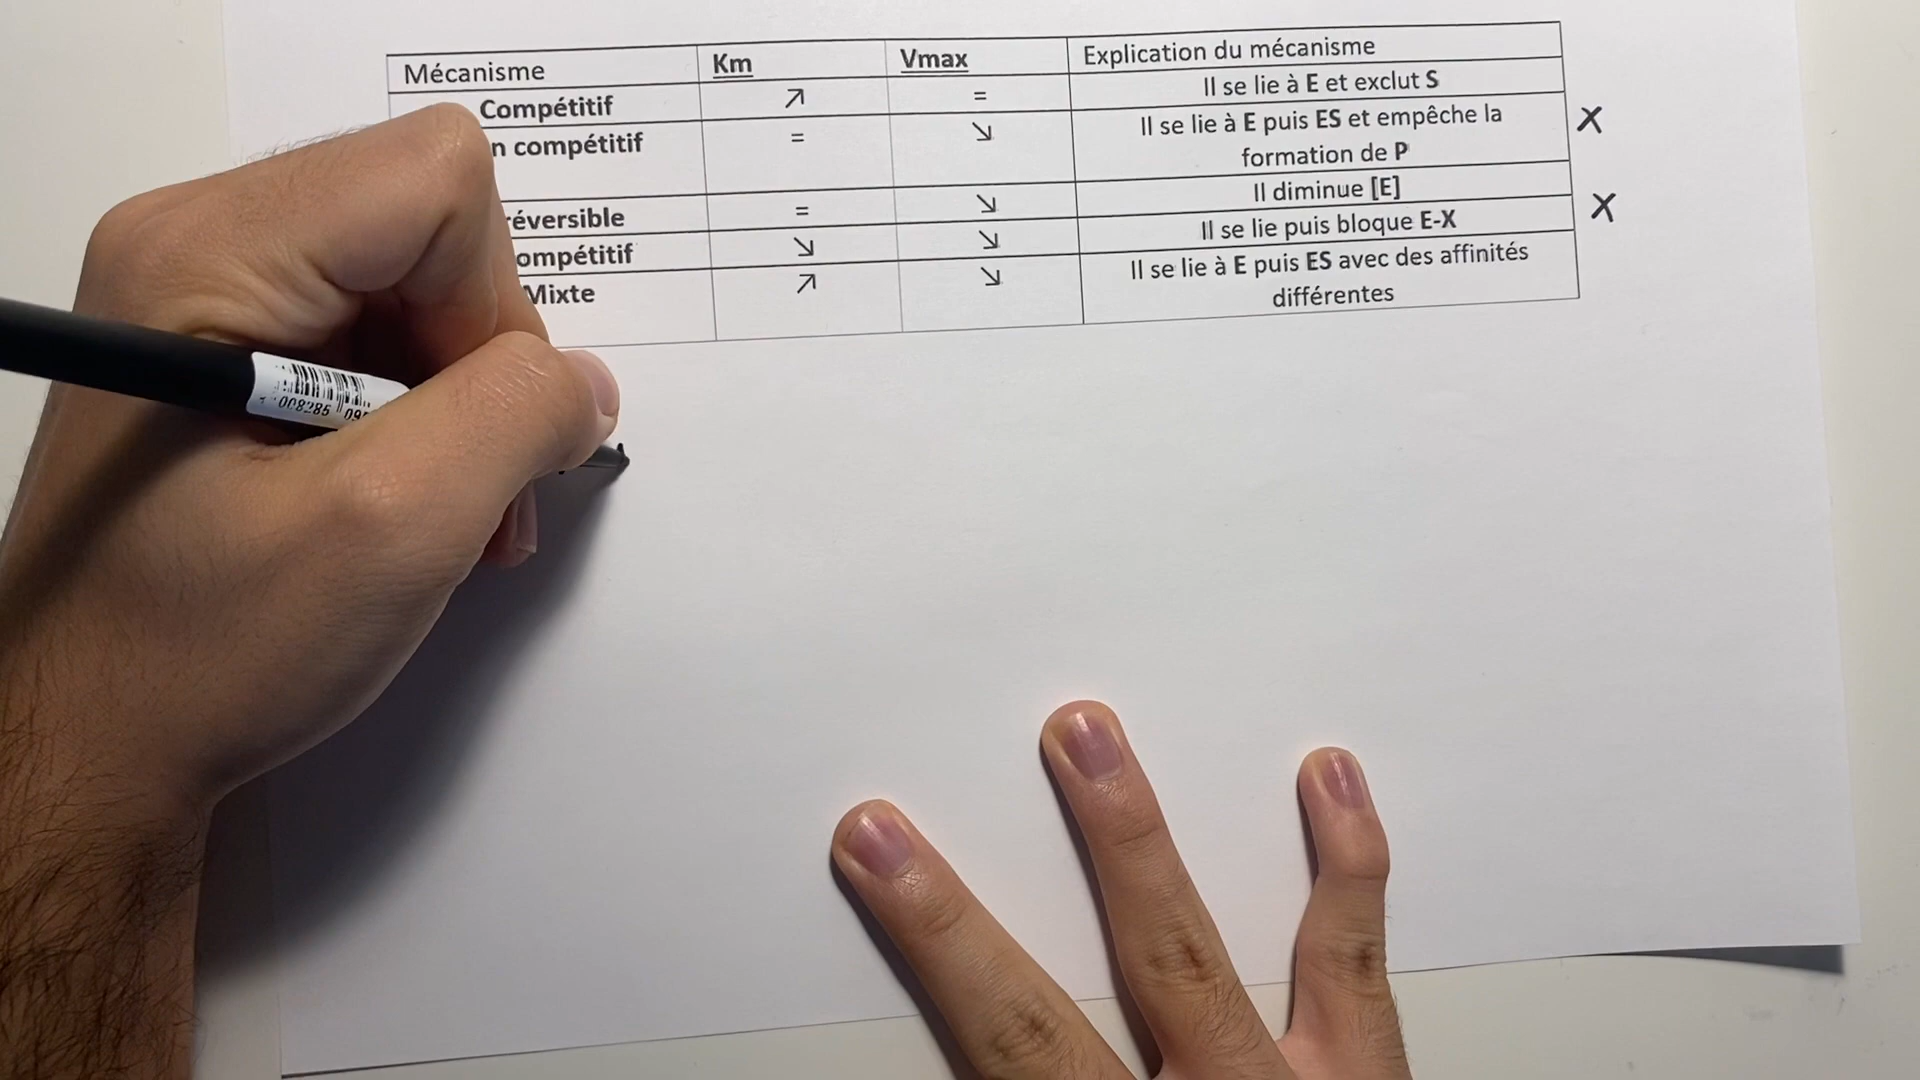 Mécanisme Km Vmax Explication du mécanisme
Compétitif ↗ = Il se lie à E et exclut S
n compétitif = ↘ Il se lie à E puis ES et empêche la
formation de P
X
réversible = ↘ Il diminue [E]
ompétitif ↘ ↘ Il se lie puis bloque E-X
X
Mixte ↗ ↘ Il se lie à E puis ES avec des affinités
différentes
008285